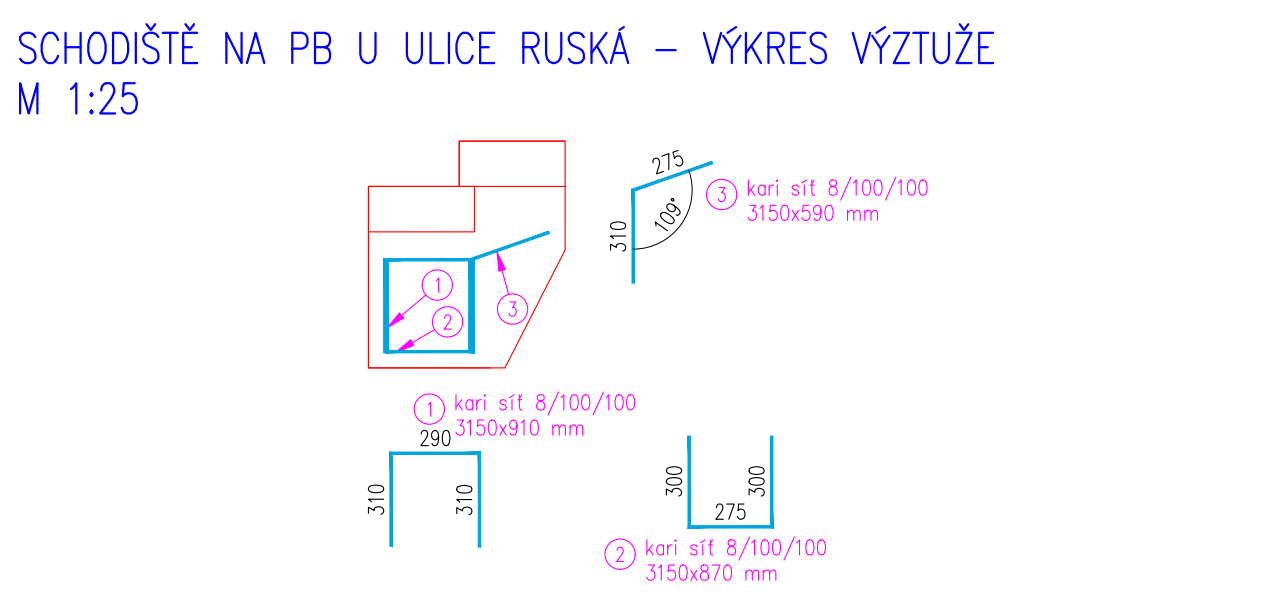 SCHODIŠTĚ NA PB U ULICE RUSKÁ – VÝKRES VÝZTUŽE
M 1:25
275
3 kari síť 8/100/100
3150x590 mm
109°
310
1
2
3
1 kari síť 8/100/100
3150x910 mm
290
310
310
300
300
275
2 kari síť 8/100/100
3150x870 mm